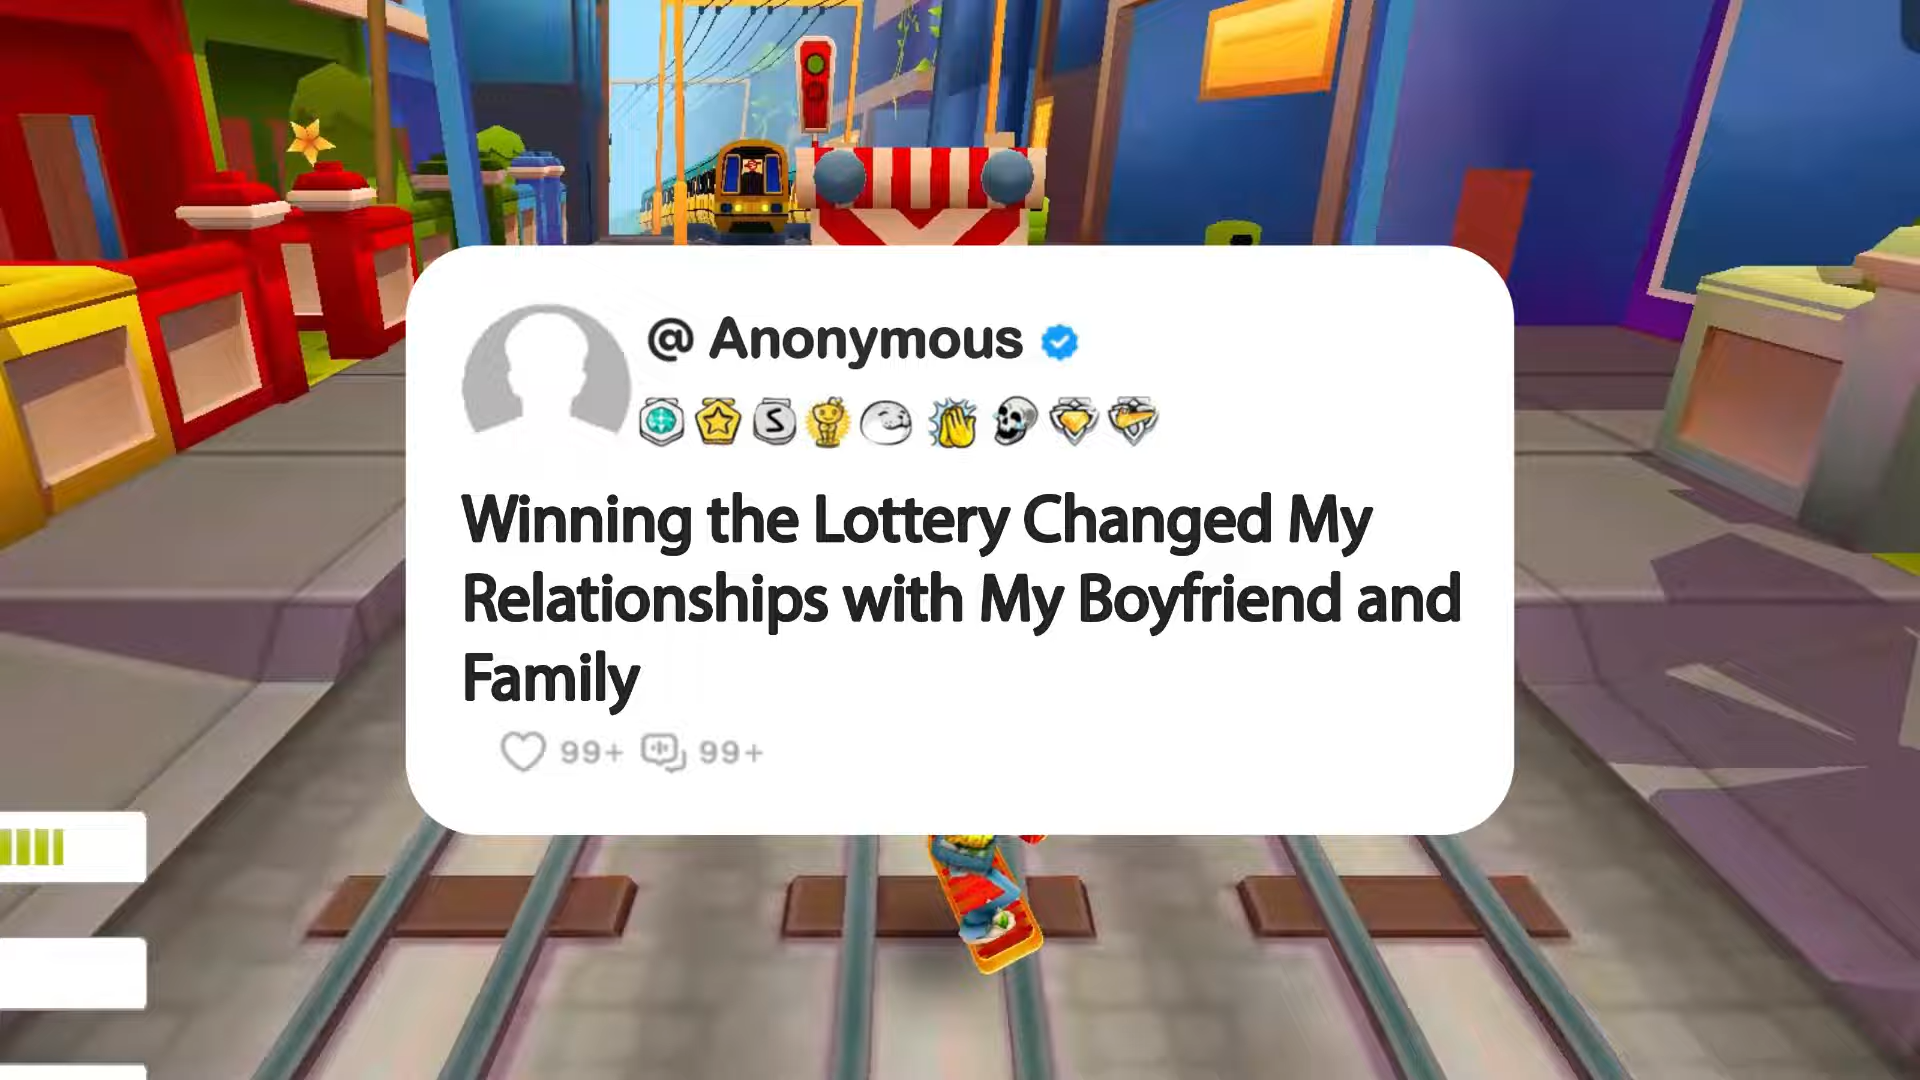 @ Anonymous
Winning the Lottery Changed My
Relationships with My Boyfriend and
Family
99+ 99+